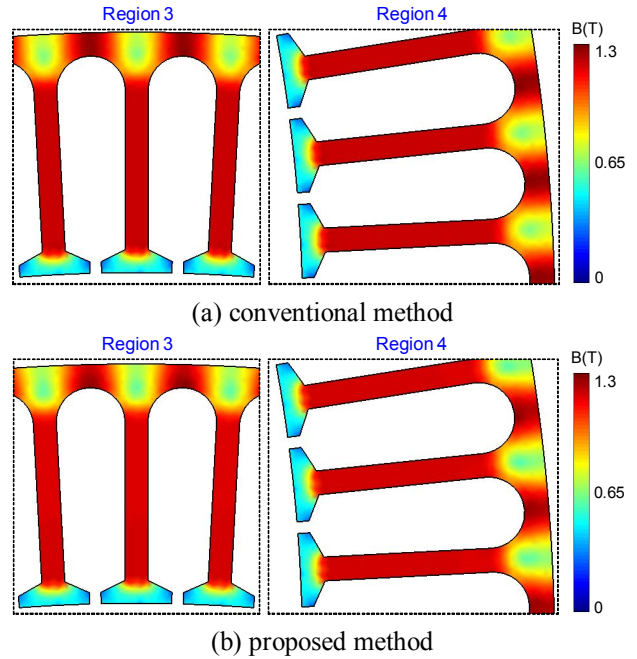 Region 3
Region 4
B(T)
1.3
0.65
0
(a) conventional method
Region 3
Region 4
B(T)
1.3
0.65
0
(b) proposed method